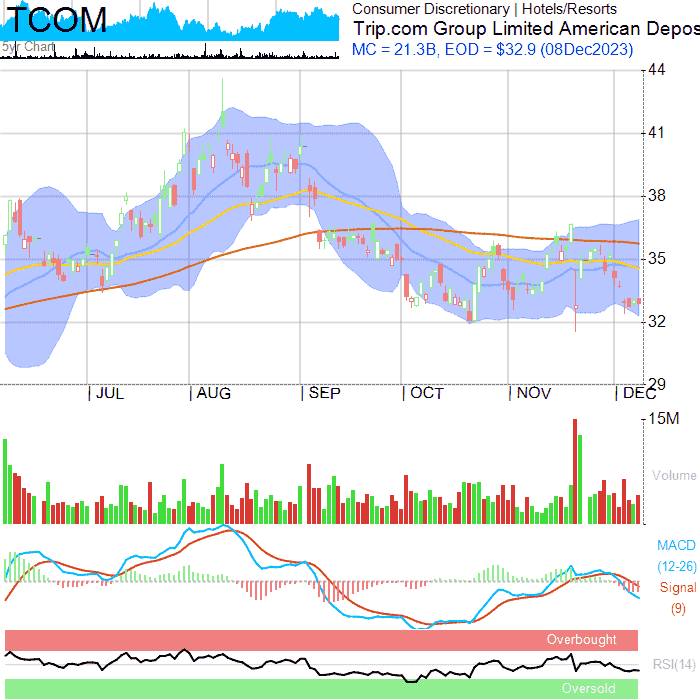 TCOM
5yr Chart
Consumer Discretionary | Hotels/Resorts
Trip.com Group Limited American Depos
MC = 21.3B, EOD = $32.9 (08Dec2023)
44
41
38
35
32
29
JUL AUG SEP OCT NOV DEC
15M
Volume
MACD
(12-26)
Signal
(9)
Overbought
RSI(14)
Oversold